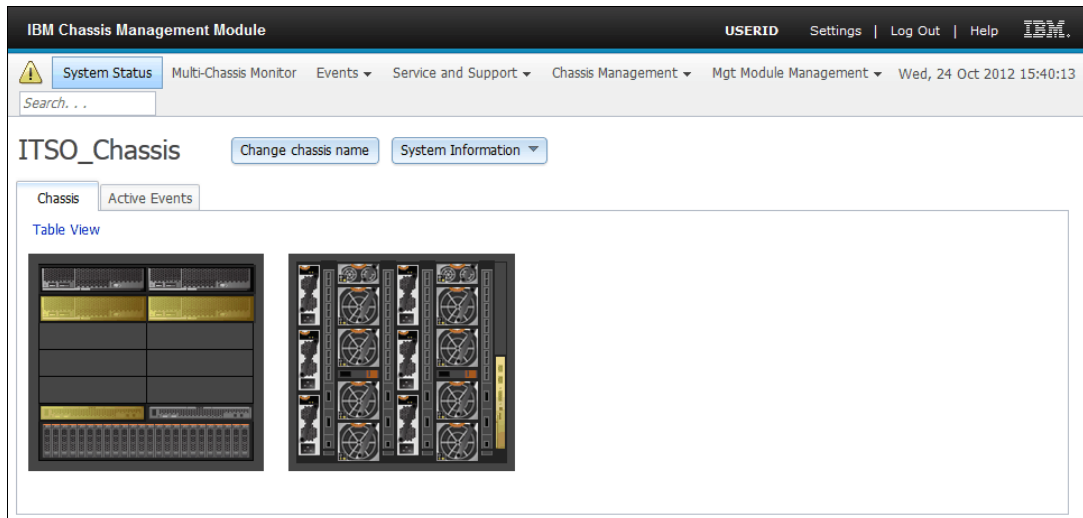 IBM Chassis Management Module
USERID Settings | Log Out | Help IBM.
System Status Multi-Chassis Monitor Events Service and Support Chassis Management Mgt Module Management Wed, 24 Oct 2012 15:40:13
Search. . .
ITSO_Chassis Change chassis name System Information
Chassis Active Events
Table View